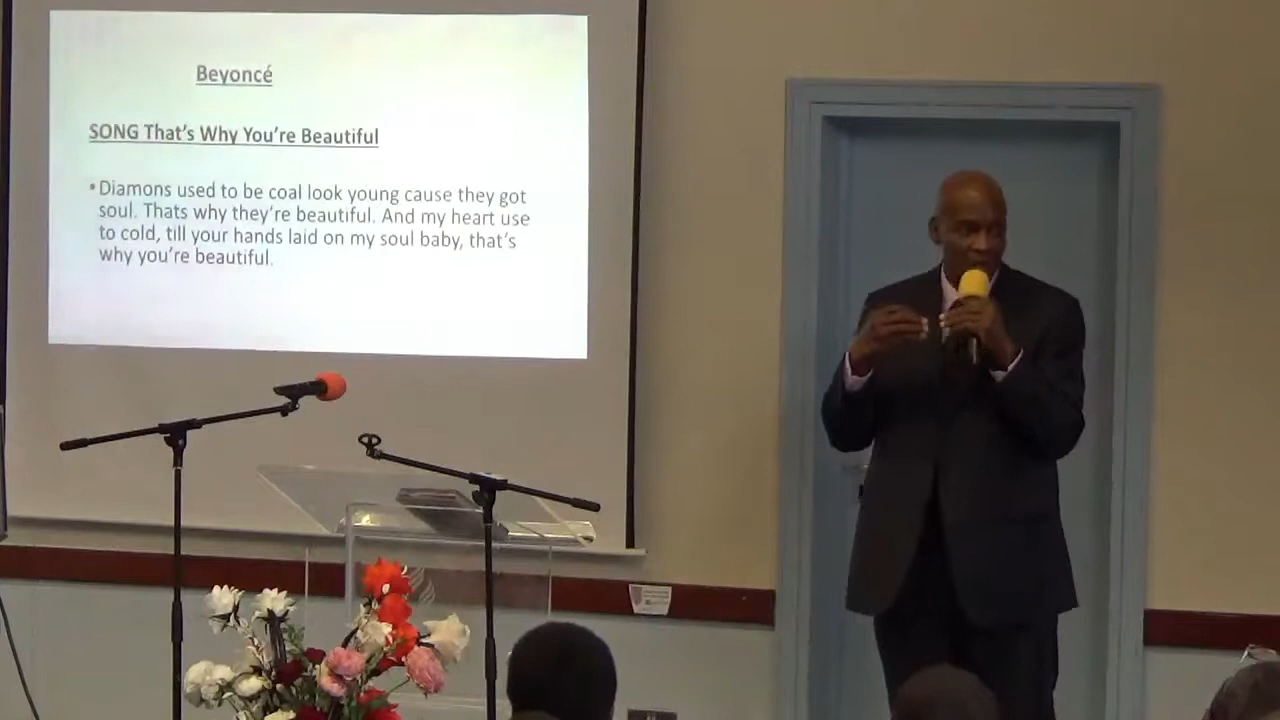 Beyoncé
SONG That's Why You're Beautiful
• Diamons used to be coal look young cause they got
soul. Thats why they're beautiful. And my heart use
to cold, till your hands laid on my soul baby, that's
why you're beautiful.